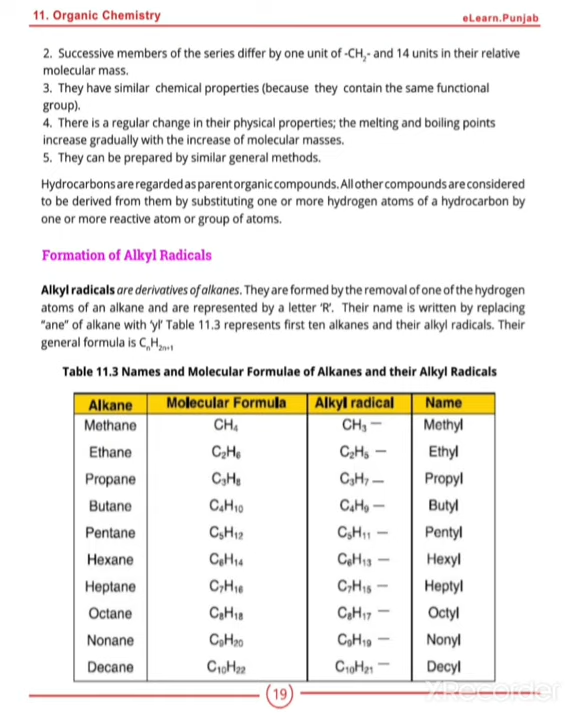 11. Organic Chemistry
eLearn.Punjab
2. Successive members of the series differ by one unit of -CH₂- and 14 units in their relative
molecular mass.
3. They have similar chemical properties (because they contain the same functional
group).
4. There is a regular change in their physical properties; the melting and boiling points
increase gradually with the increase of molecular masses.
5. They can be prepared by similar general methods.
Hydrocarbons are regarded as parent organic compounds. All other compounds are considered
to be derived from them by substituting one or more hydrogen atoms of a hydrocarbon by
one or more reactive atom or group of atoms.
Formation of Alkyl Radicals
Alkyl radicals are derivatives of alkanes. They are formed by the removal of one of the hydrogen
atoms of an alkane and are represented by a letter 'R'. Their name is written by replacing
"ane" of alkane with 'yl' Table 11.3 represents first ten alkanes and their alkyl radicals. Their
general formula is CₙH₂ₙ₊₁
Table 11.3 Names and Molecular Formulae of Alkanes and their Alkyl Radicals
Alkane Molecular Formula Alkyl radical Name
Methane CH₄ CH₃ — Methyl
Ethane C₂H₆ C₂H₅ — Ethyl
Propane C₃H₈ C₃H₇ — Propyl
Butane C₄H₁₀ C₄H₉ — Butyl
Pentane C₅H₁₂ C₅H₁₁ — Pentyl
Hexane C₆H₁₄ C₆H₁₃ — Hexyl
Heptane C₇H₁₆ C₇H₁₅ — Heptyl
Octane C₈H₁₈ C₈H₁₇ — Octyl
Nonane C₉H₂₀ C₉H₁₉ — Nonyl
Decane C₁₀H₂₂ C₁₀H₂₁ — Decyl
19
XRecorder